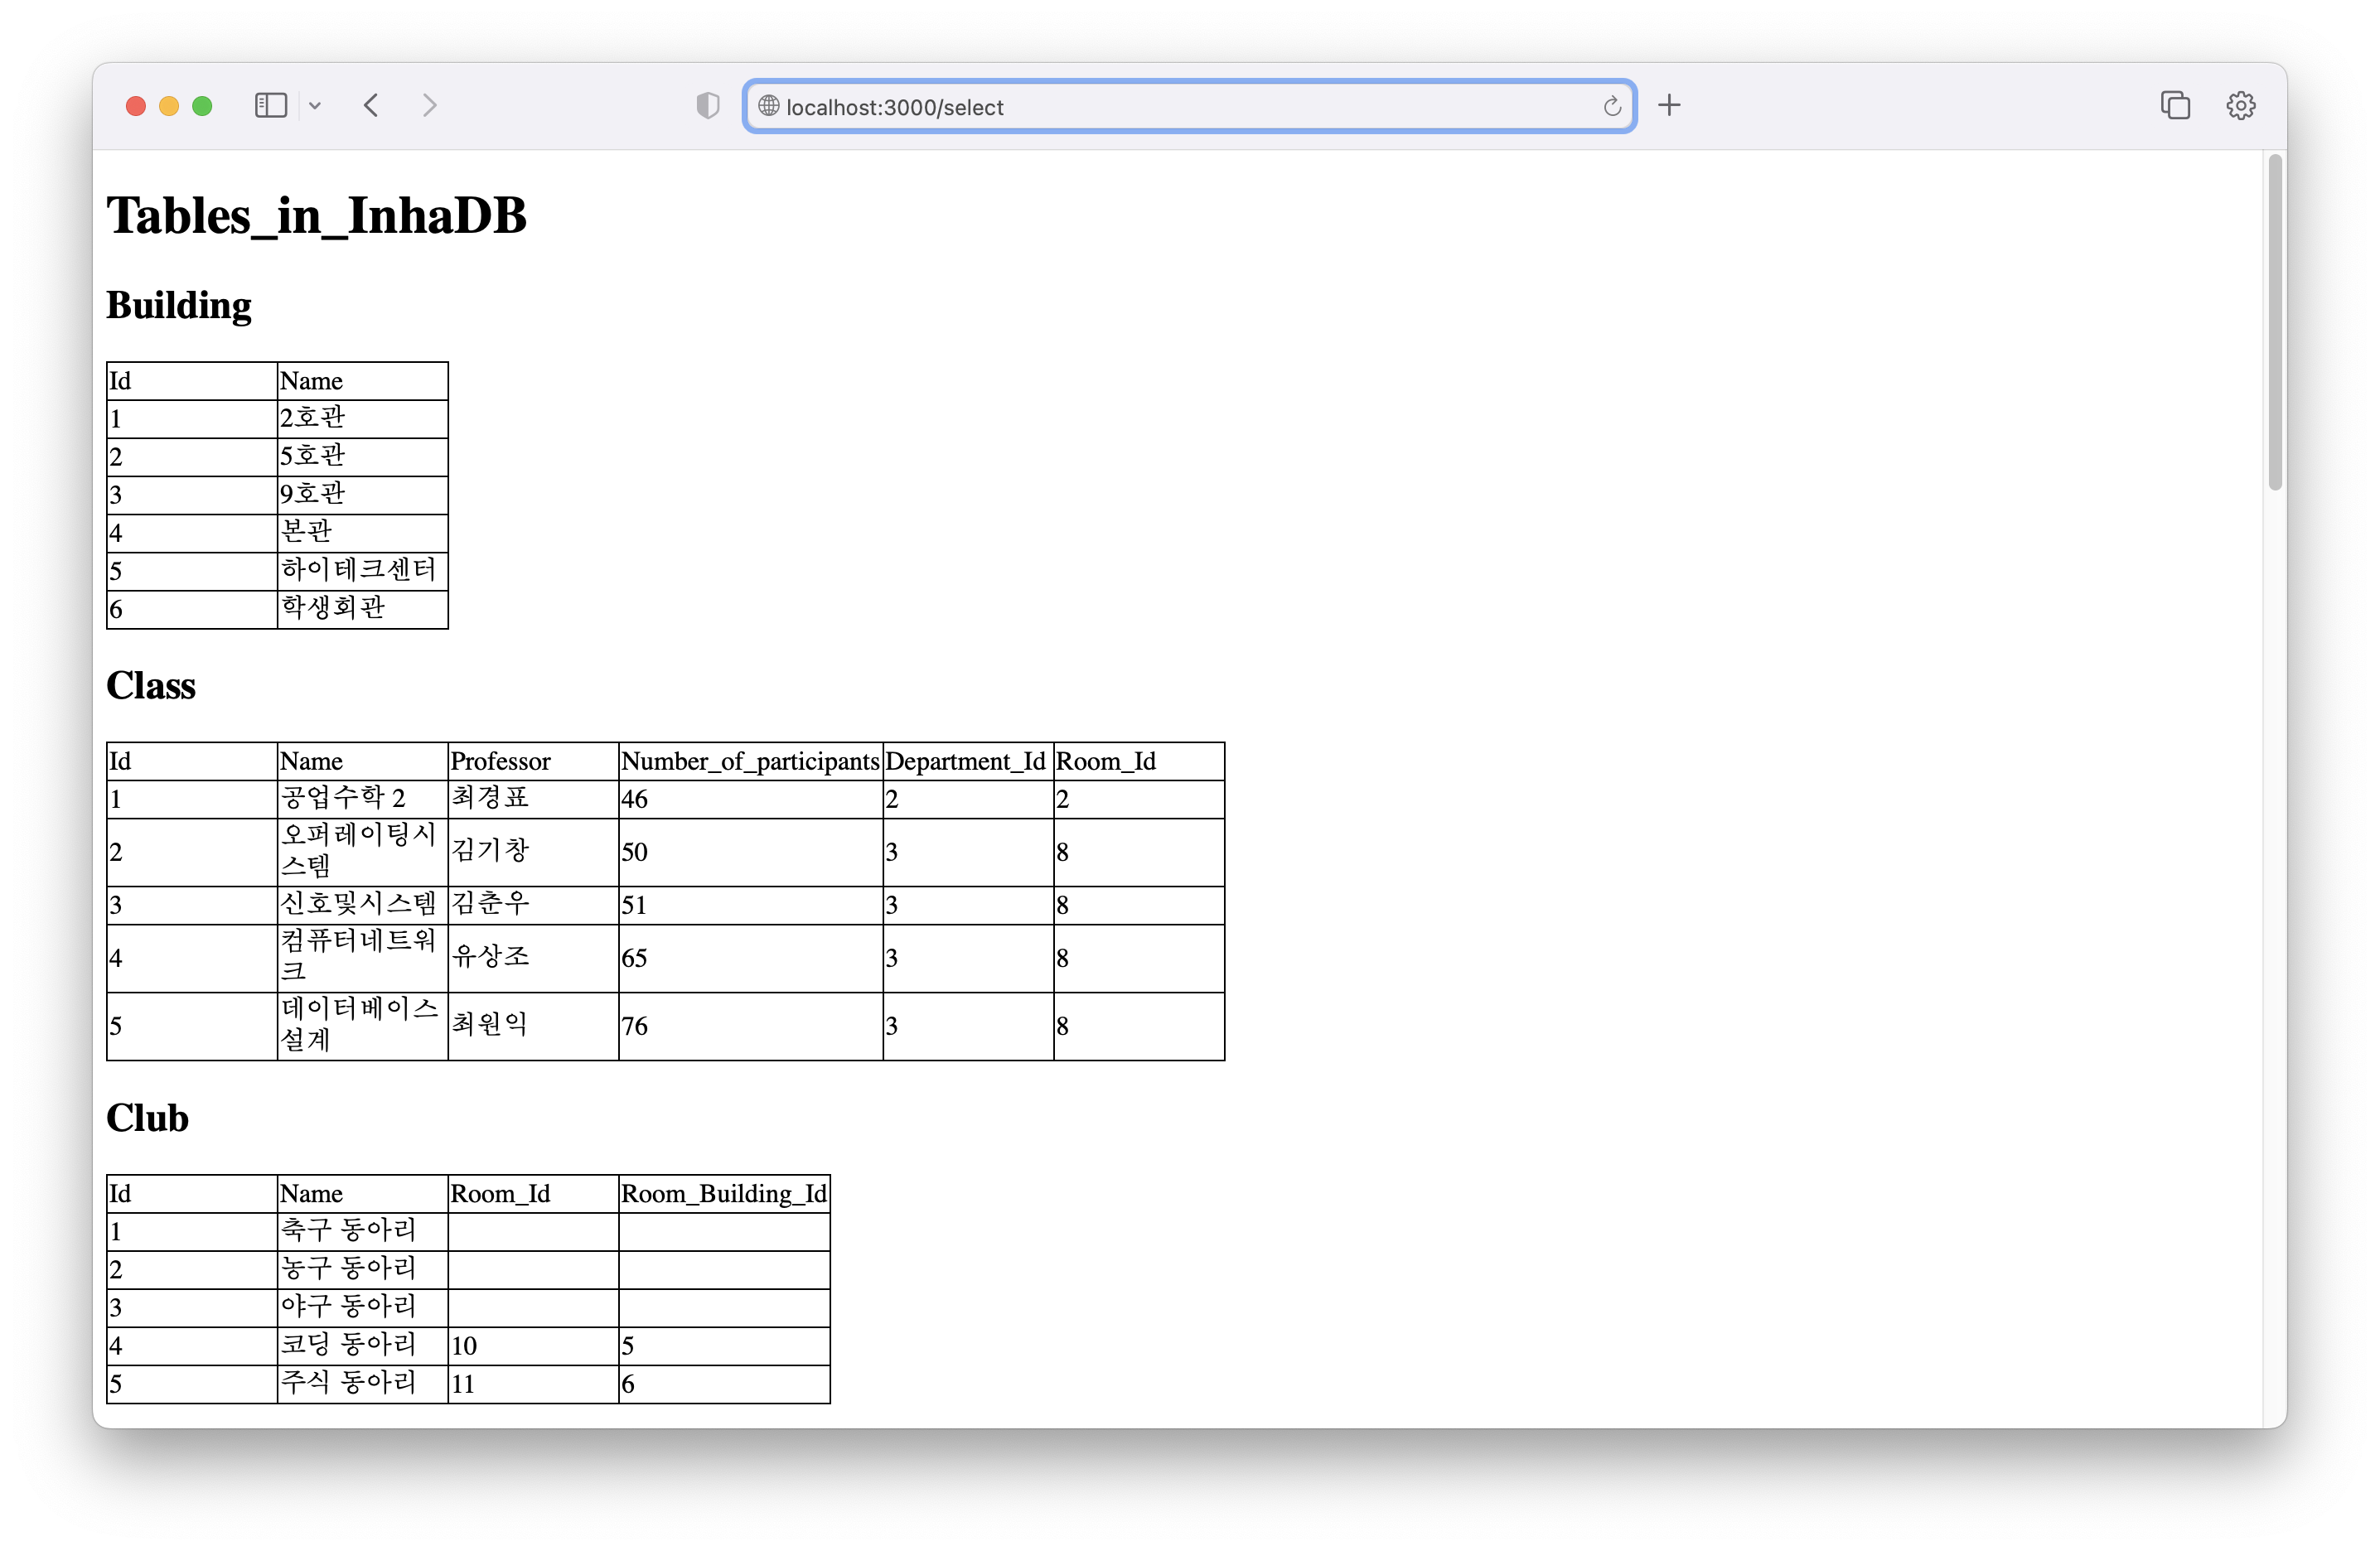 localhost:3000/select
Tables_in_InhaDB
Building
Id Name
1 2호관
2 5호관
3 9호관
4 본관
5 하이테크센터
6 학생회관
Class
Id Name Professor Number_of_participants Department_Id Room_Id
1 공업수학 2 최경표 46 2 2
2 오퍼레이팅시
스템 김기창 50 3 8
3 신호및시스템 김춘우 51 3 8
4 컴퓨터네트워
크 유상조 65 3 8
5 데이터베이스
설계 최원익 76 3 8
Club
Id Name Room_Id Room_Building_Id
1 축구 동아리
2 농구 동아리
3 야구 동아리
4 코딩 동아리 10 5
5 주식 동아리 11 6